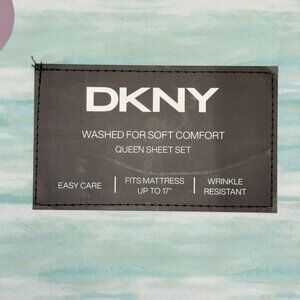 DKNY
WASHED FOR SOFT COMFORT
QUEEN SHEET SET
EASY CARE | FITS MATTRESS UP TO 17" | WRINKLE RESISTANT